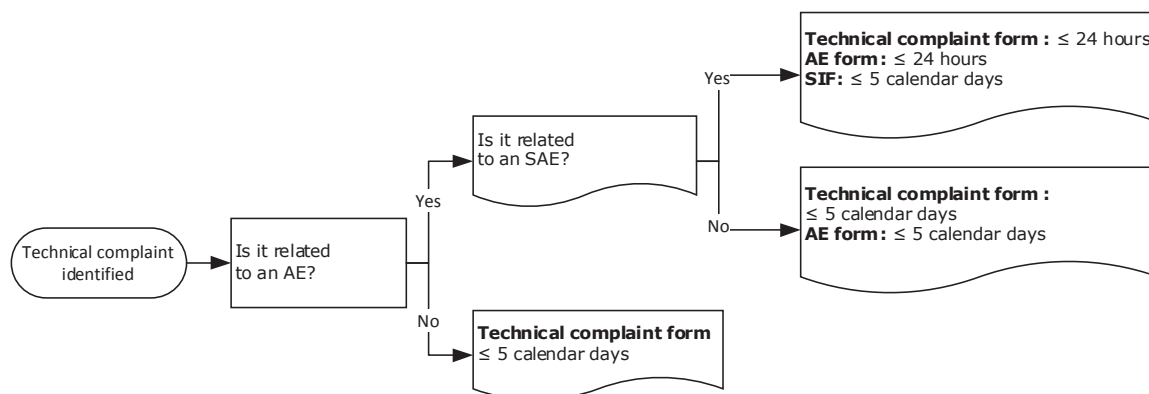 Technical complaint
identified
Is it related
to an AE?
Yes
No
Is it related
to an SAE?
Technical complaint form
≤ 5 calendar days
Yes
No
Technical complaint form : ≤ 24 hours
AE form: ≤ 24 hours
SIF: ≤ 5 calendar days
Technical complaint form :
≤ 5 calendar days
AE form: ≤ 5 calendar days